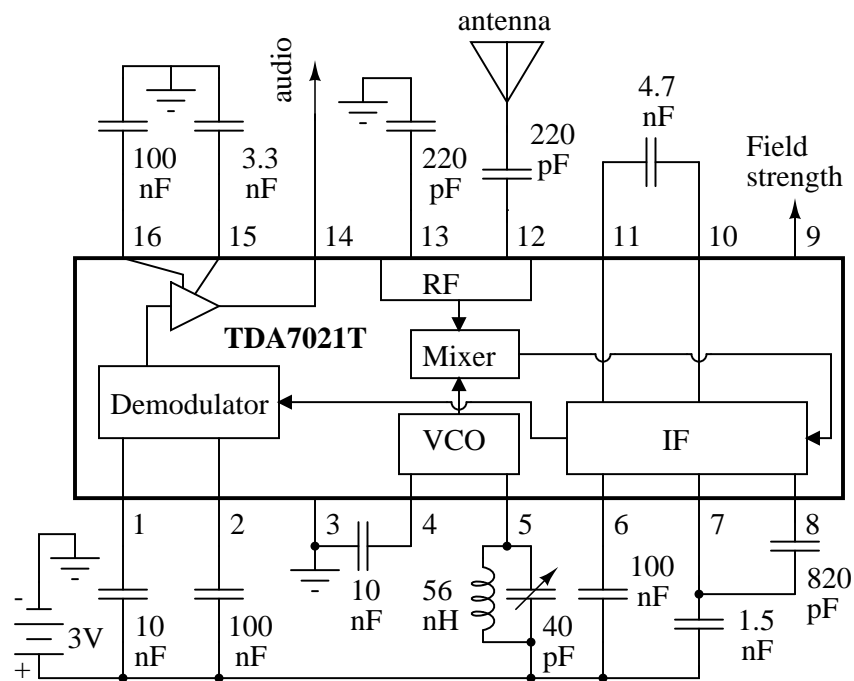 antenna
audio
100
nF
3.3
nF
220
pF
220
pF
4.7
nF
Field
strength
16
15
14
13
12
11
10
9
RF
TDA7021T
Mixer
Demodulator
VCO
IF
1
2
3
4
5
6
7
8
-
3V
+
10
nF
100
nF
10
nF
56
nH
40
pF
100
nF
1.5
nF
820
pF